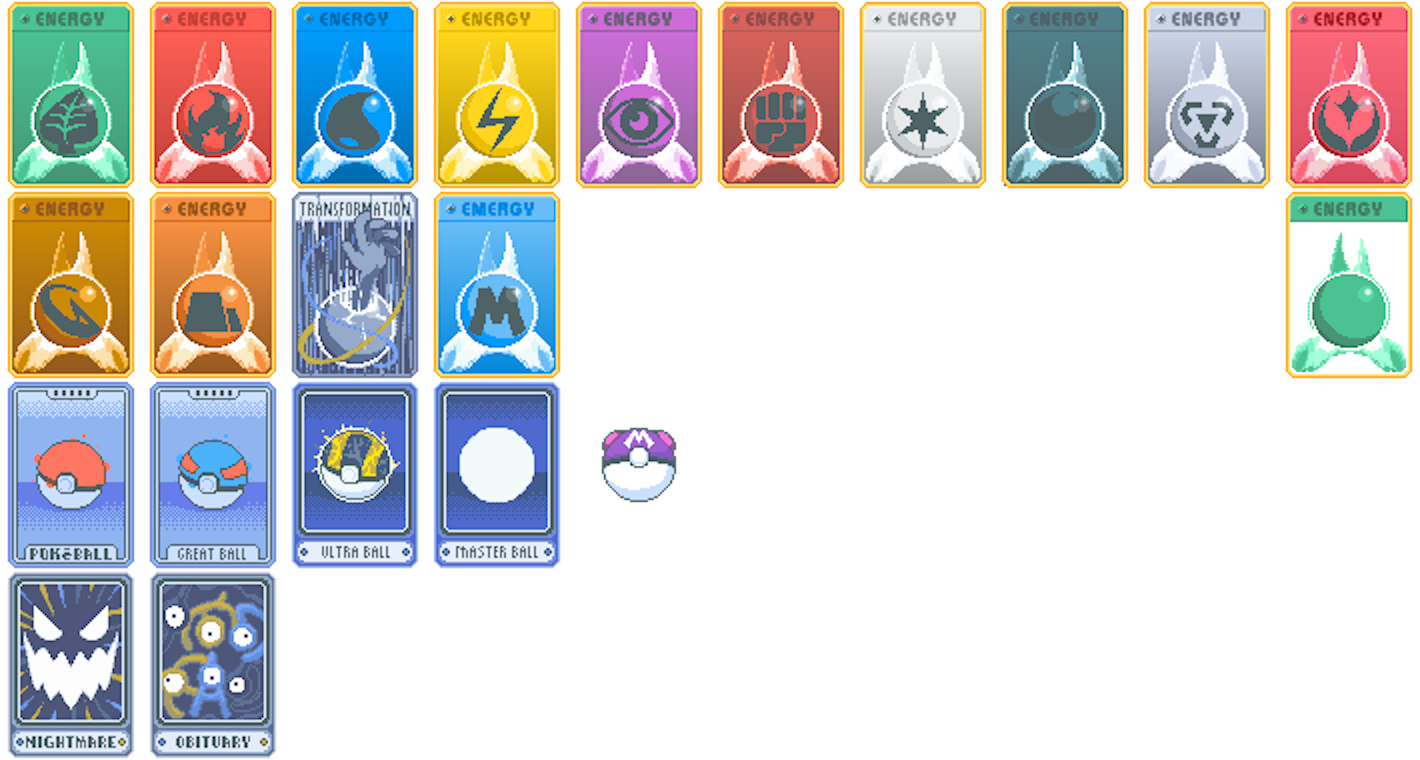 ENERGY
ENERGY
ENERGY
ENERGY
ENERGY
ENERGY
ENERGY
ENERGY
ENERGY
ENERGY
ENERGY
ENERGY
TRANSFORMATION
EMERGY
ENERGY
M
POKéBALL
GREAT BALL
ULTRA BALL
MASTER BALL
M
NIGHTMARE
OBITUARY